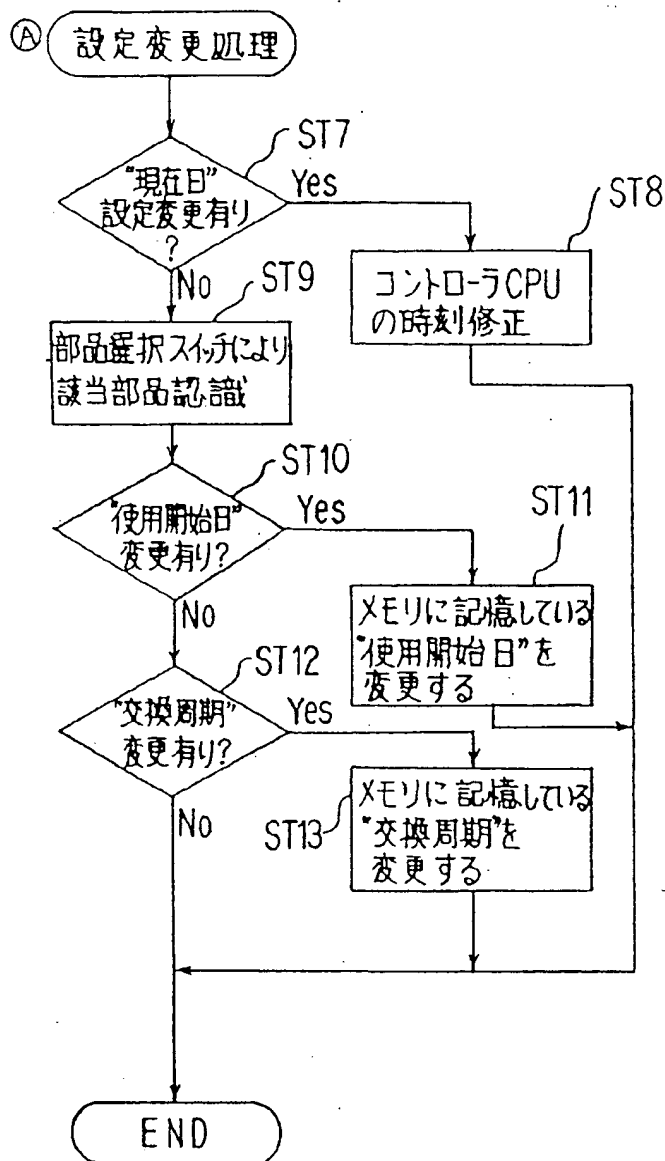 Ⓐ 設定変更処理
ST7
"現在日"
設定変更有り
?
Yes
No
ST8
コントローラCPU
の時刻修正
ST9
部品選択スイッチにより
該当部品認識
ST10
"使用開始日"
変更有り?
Yes
No
ST11
メモリに記憶している
"使用開始日"を
変更する
ST12
"交換周期"
変更有り?
Yes
No
ST13
メモリに記憶している
"交換周期"を
変更する
END